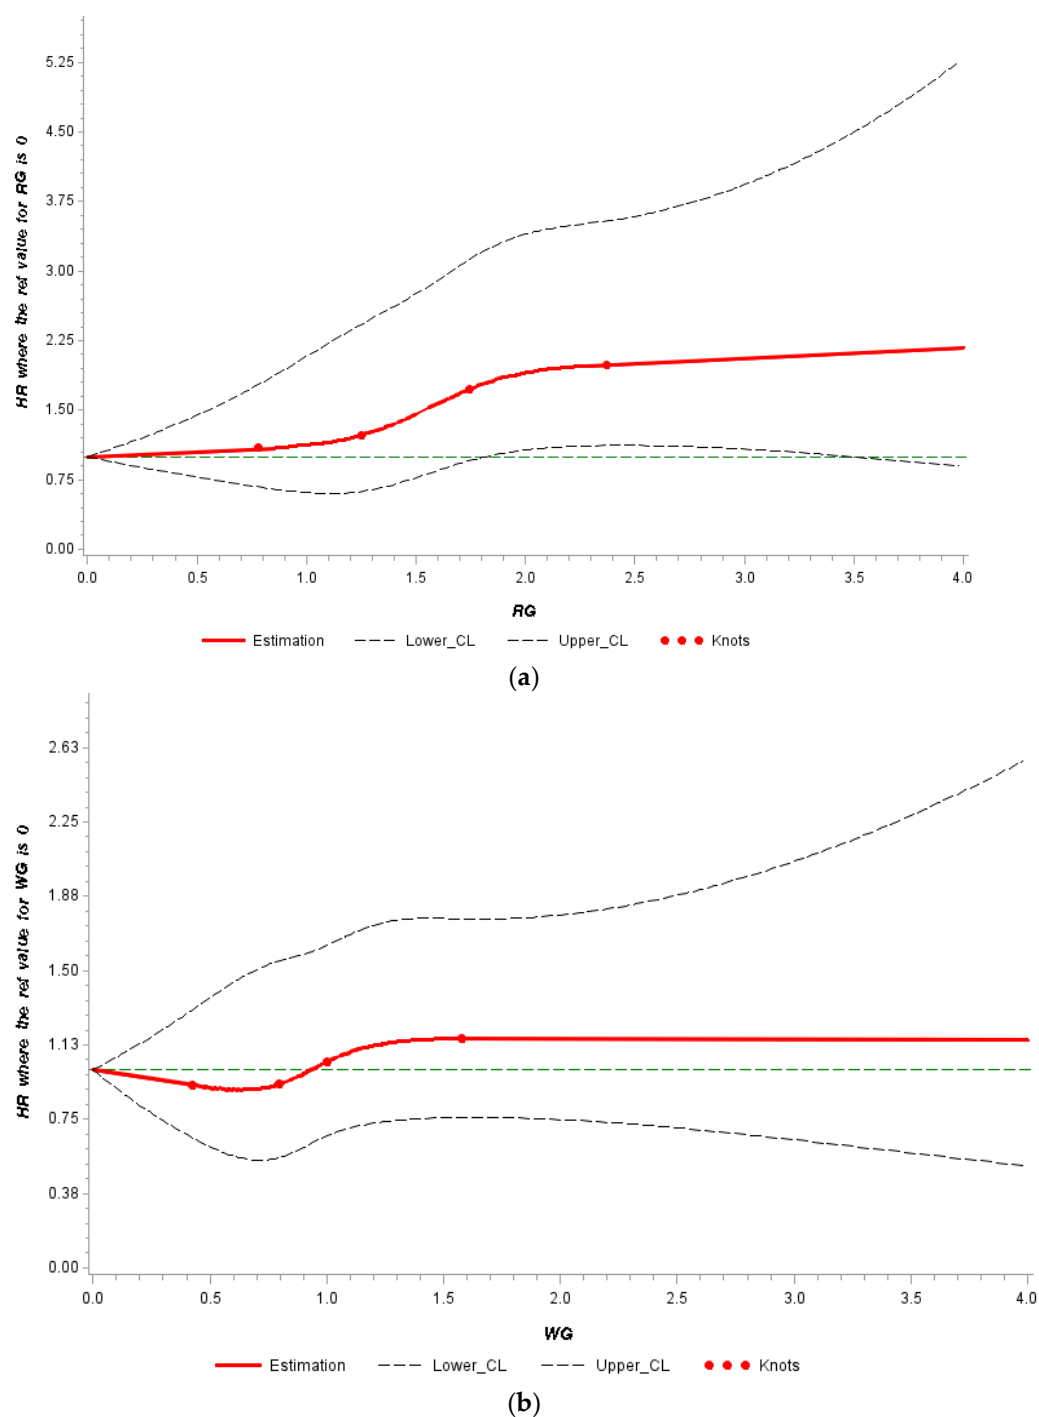 HR where the ref value for RG is 0
5.25
4.50
3.75
3.00
2.25
1.50
0.75
0.00
0.0 0.5 1.0 1.5 2.0 2.5 3.0 3.5 4.0
RG
Estimation Lower_CL Upper_CL Knots
(a)
HR where the ref value for WG is 0
2.63
2.25
1.88
1.50
1.13
0.75
0.38
0.00
0.0 0.5 1.0 1.5 2.0 2.5 3.0 3.5 4.0
WG
Estimation Lower_CL Upper_CL Knots
(b)